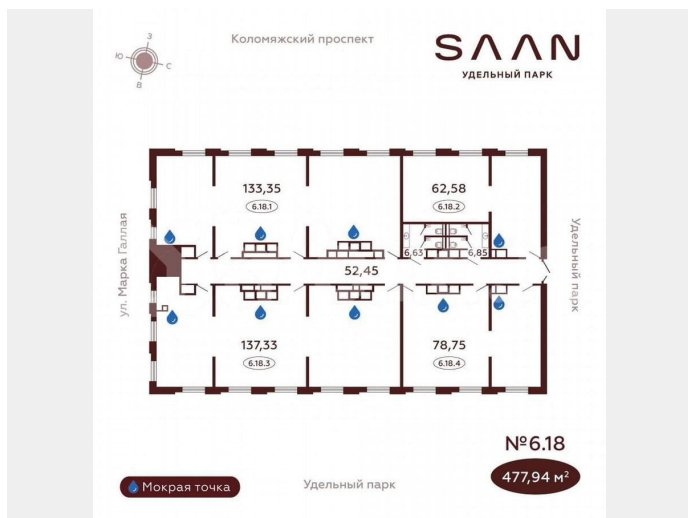 З
Ю
С
В
Коломяжский проспект
SΛΛN
УДЕЛЬНЫЙ ПАРК
133,35
6.18.1
62,58
6.18.2
6,63
6,85
52,45
ул. Марка Галлая
Удельный парк
137,33
6.18.3
78,75
6.18.4
№6.18
477,94 м²
Мокрая точка
Удельный парк